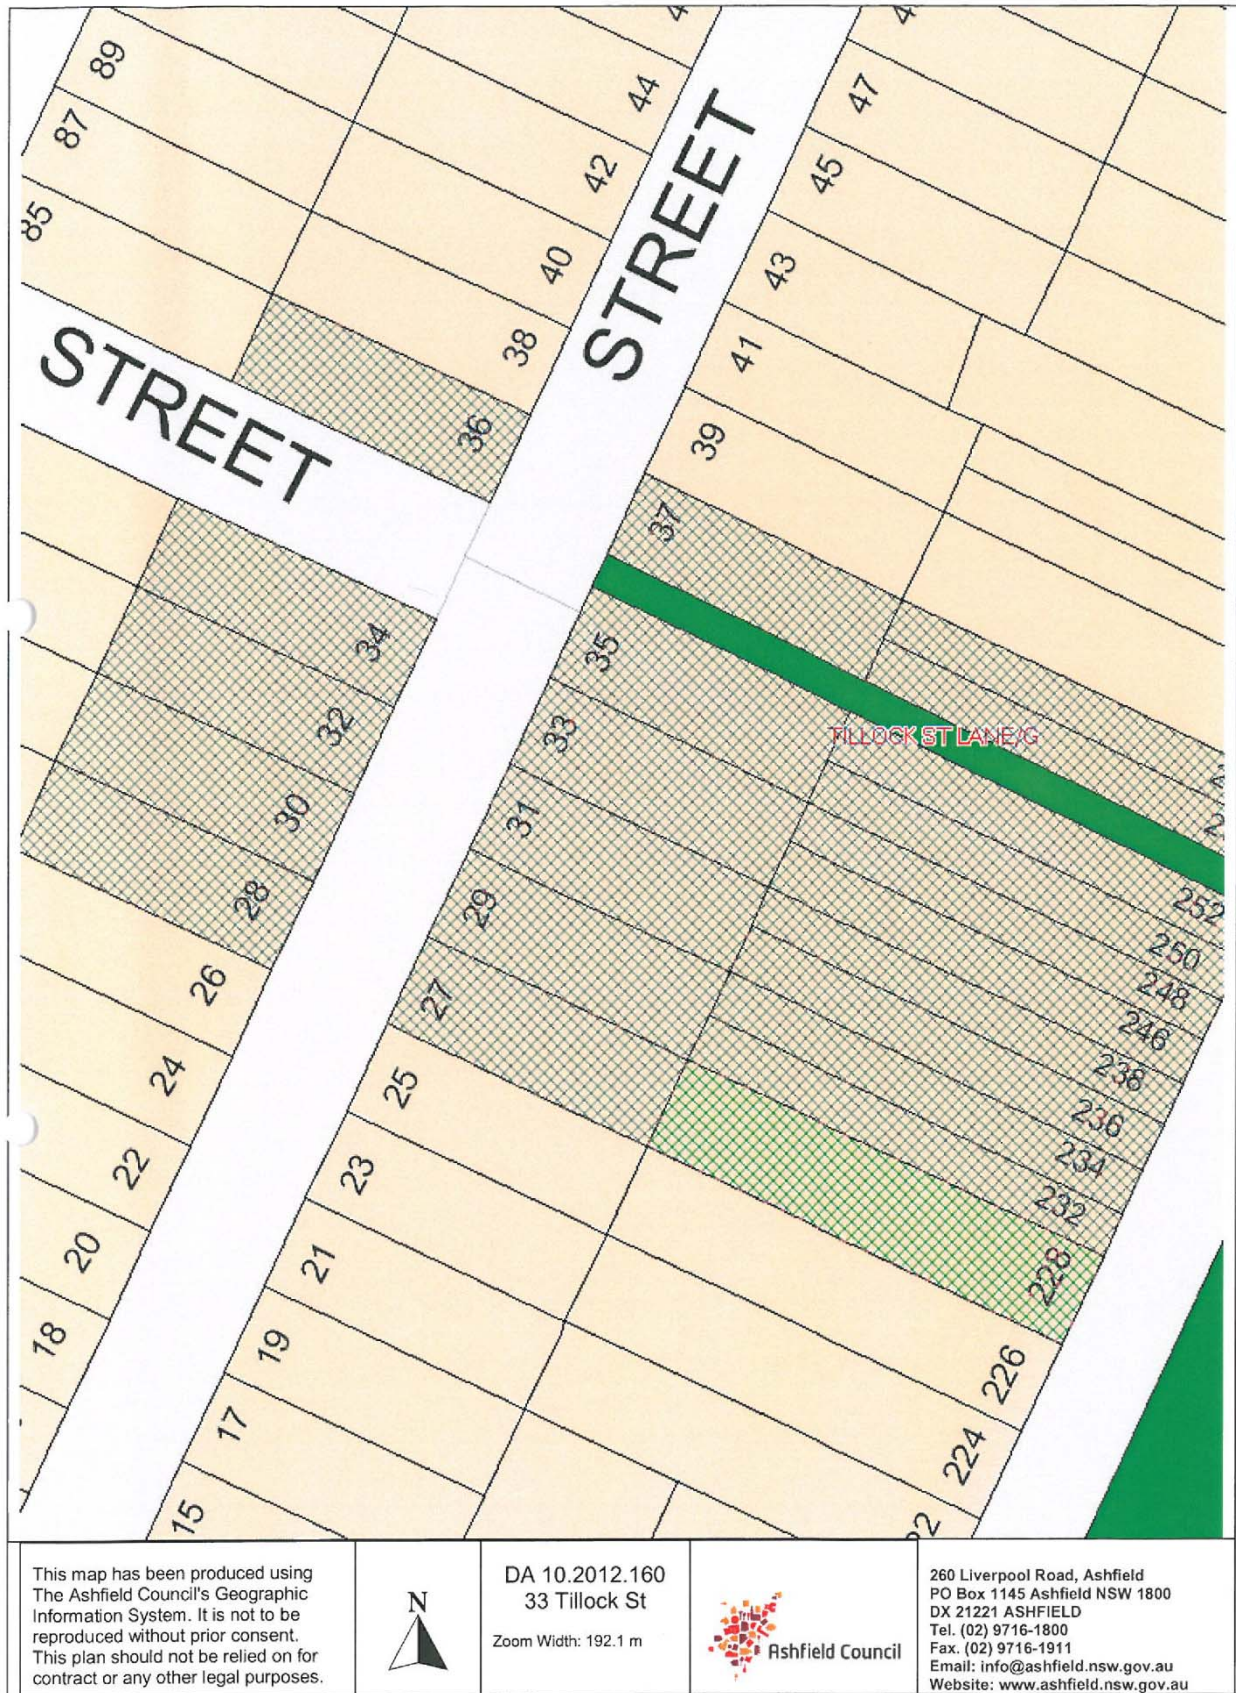 89
87
85
44
42
40
38
36
STREET
STREET
47
45
43
41
39
37
35
33
31
29
27
25
23
21
19
17
15
34
32
30
28
26
24
22
20
18
TILLOCK ST LANE/G
252
250
248
246
238
236
234
232
228
226
224
This map has been produced using
The Ashfield Council's Geographic
Information System. It is not to be
reproduced without prior consent.
This plan should not be relied on for
contract or any other legal purposes.
N
DA 10.2012.160
33 Tillock St
Zoom Width: 192.1 m
Ashfield Council
260 Liverpool Road, Ashfield
PO Box 1145 Ashfield NSW 1800
DX 21221 ASHFIELD
Tel. (02) 9716-1800
Fax. (02) 9716-1911
Email: info@ashfield.nsw.gov.au
Website: www.ashfield.nsw.gov.au